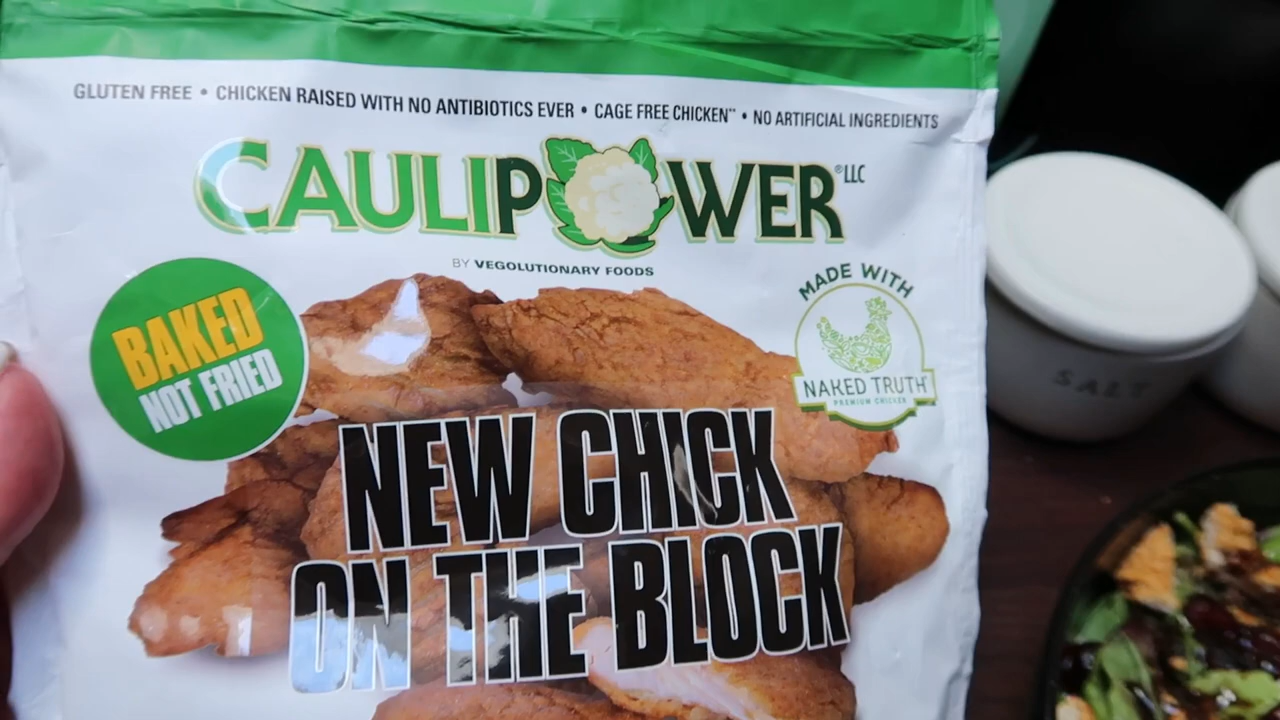 GLUTEN FREE • CHICKEN RAISED WITH NO ANTIBIOTICS EVER • CAGE FREE CHICKEN** • NO ARTIFICIAL INGREDIENTS
CAULIPOWER® LLC
BY VEGOLUTIONARY FOODS
BAKED
NOT FRIED
MADE WITH
NAKED TRUTH
PREMIUM CHICKEN
NEW CHICK
ON THE BLOCK
SALT